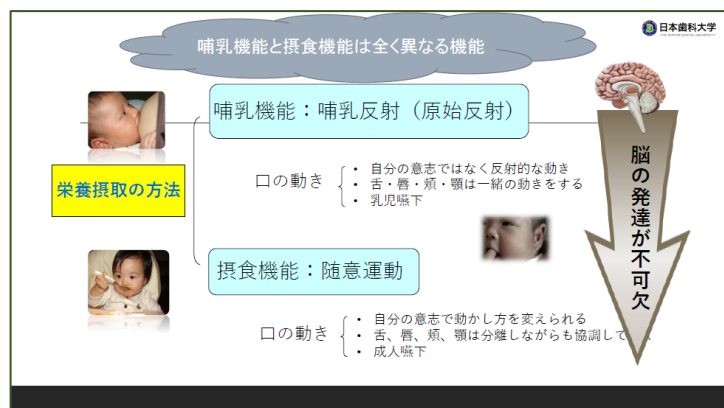 哺乳機能と摂食機能は全く異なる機能
日本歯科大学
哺乳機能：哺乳反射（原始反射）
栄養摂取の方法
口の動き
・ 自分の意志ではなく反射的な動き
・ 舌・唇・頬・顎は一緒の動きをする
・ 乳児嚥下
脳の発達が不可欠
摂食機能：随意運動
口の動き
・ 自分の意志で動かし方を変えられる
・ 舌、唇、頬、顎は分離しながらも協調して
・ 成人嚥下